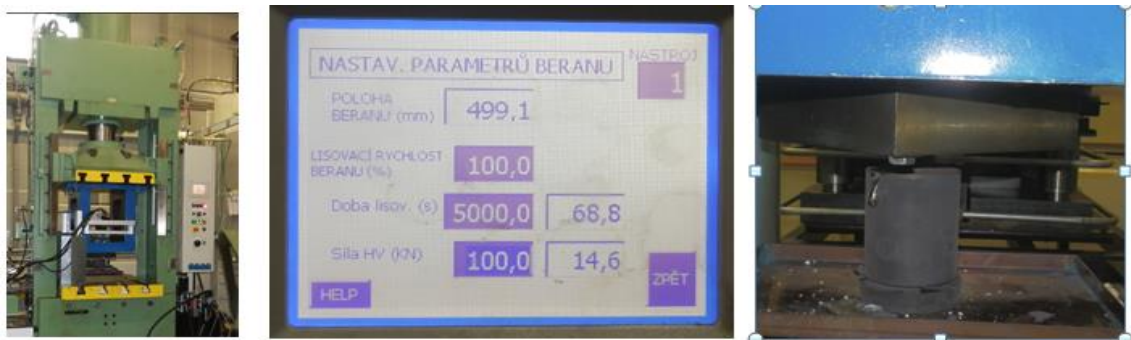 NASTAV. PARAMETRŮ BERANU
NÁSTROJ
1
POLOHA
BERANU (mm) 499,1
LISOVACÍ RYCHLOST
BERANU (%) 100,0
Doba lisov. (s) 5000,0 68,8
Síla HV (KN) 100,0 14,6
HELP
ZPĚT